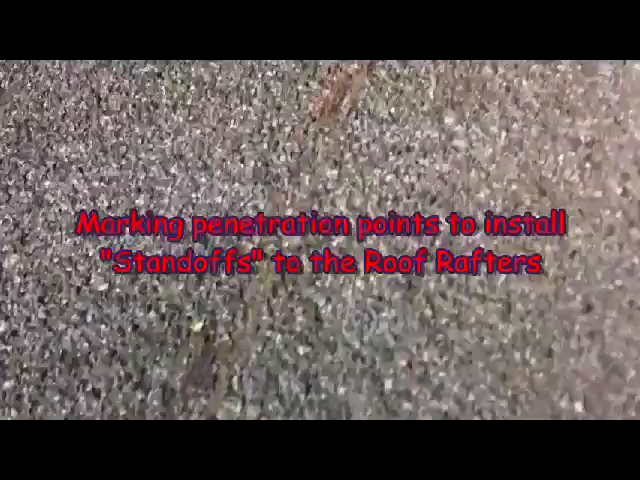 Marking penetration points to install
"Standoffs" to the Roof Rafters